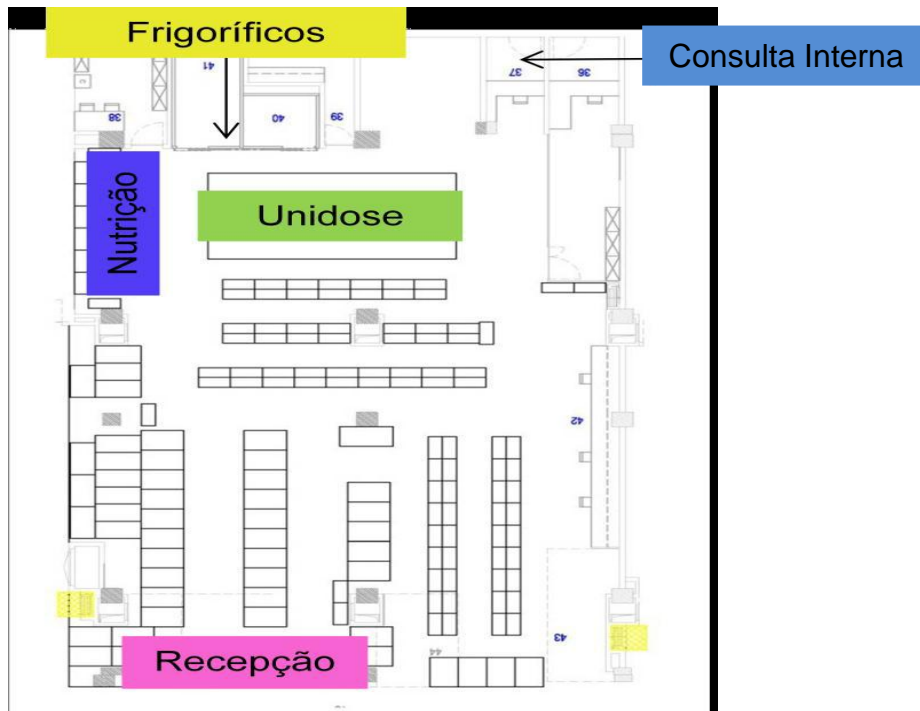 Frigoríficos
Consulta Interna
41
37
36
38
40
39
Nutrição
Unidose
42
43
44
Recepção